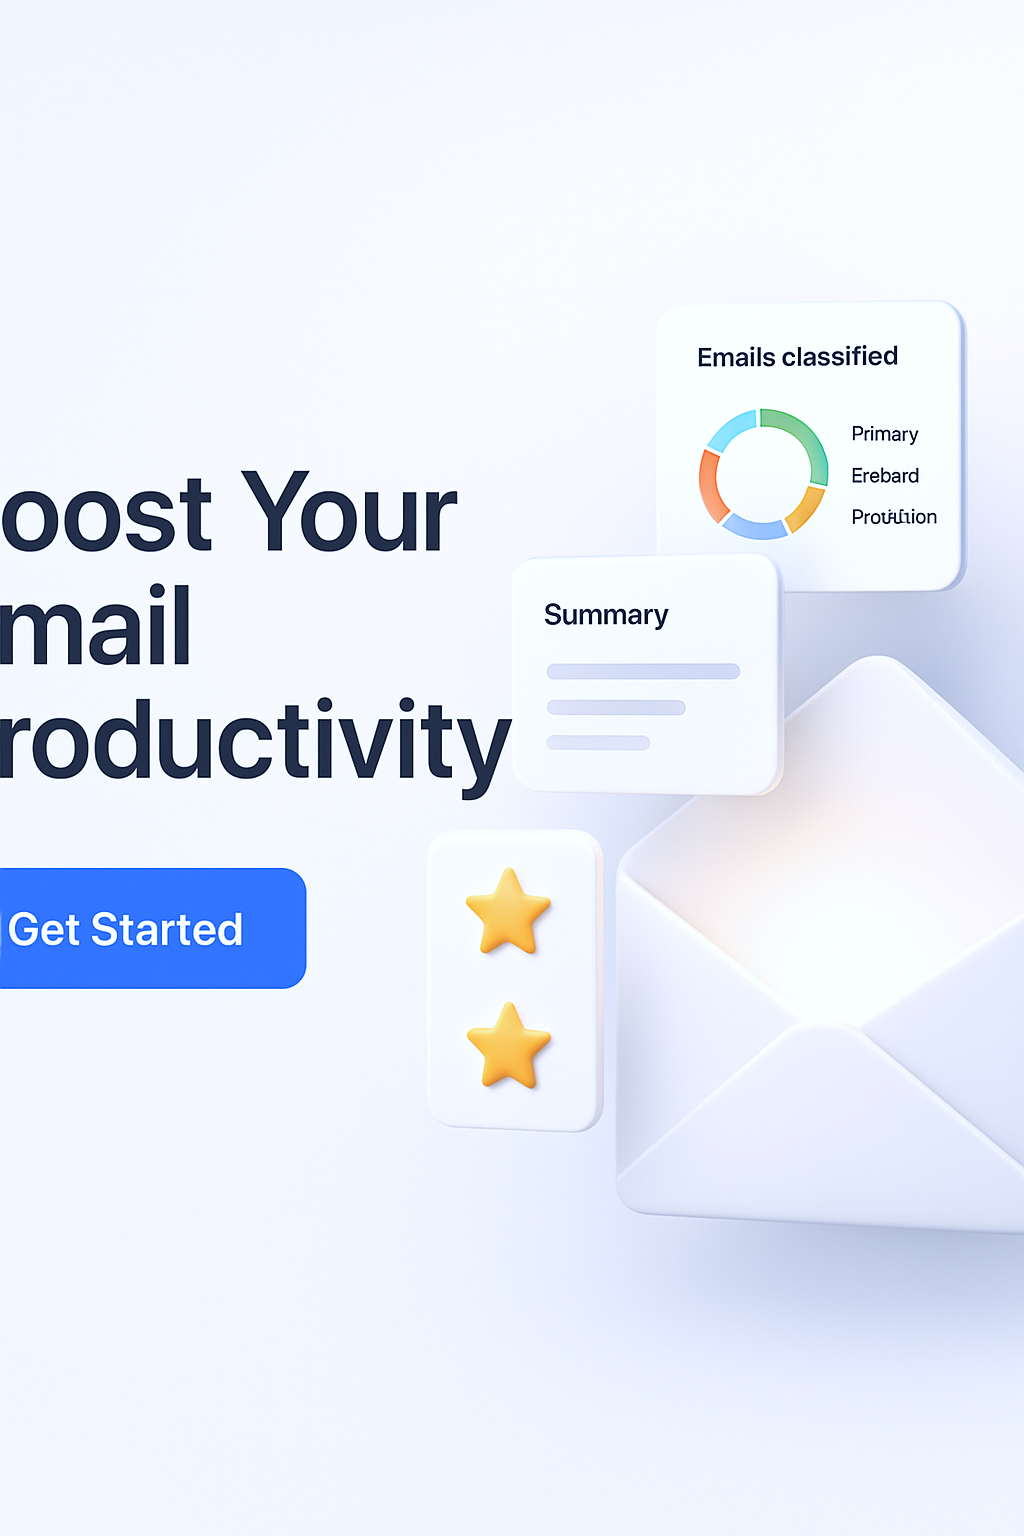 oost Your
mail
roductivity
Get Started
Emails classified
Primary
Erebard
Summary